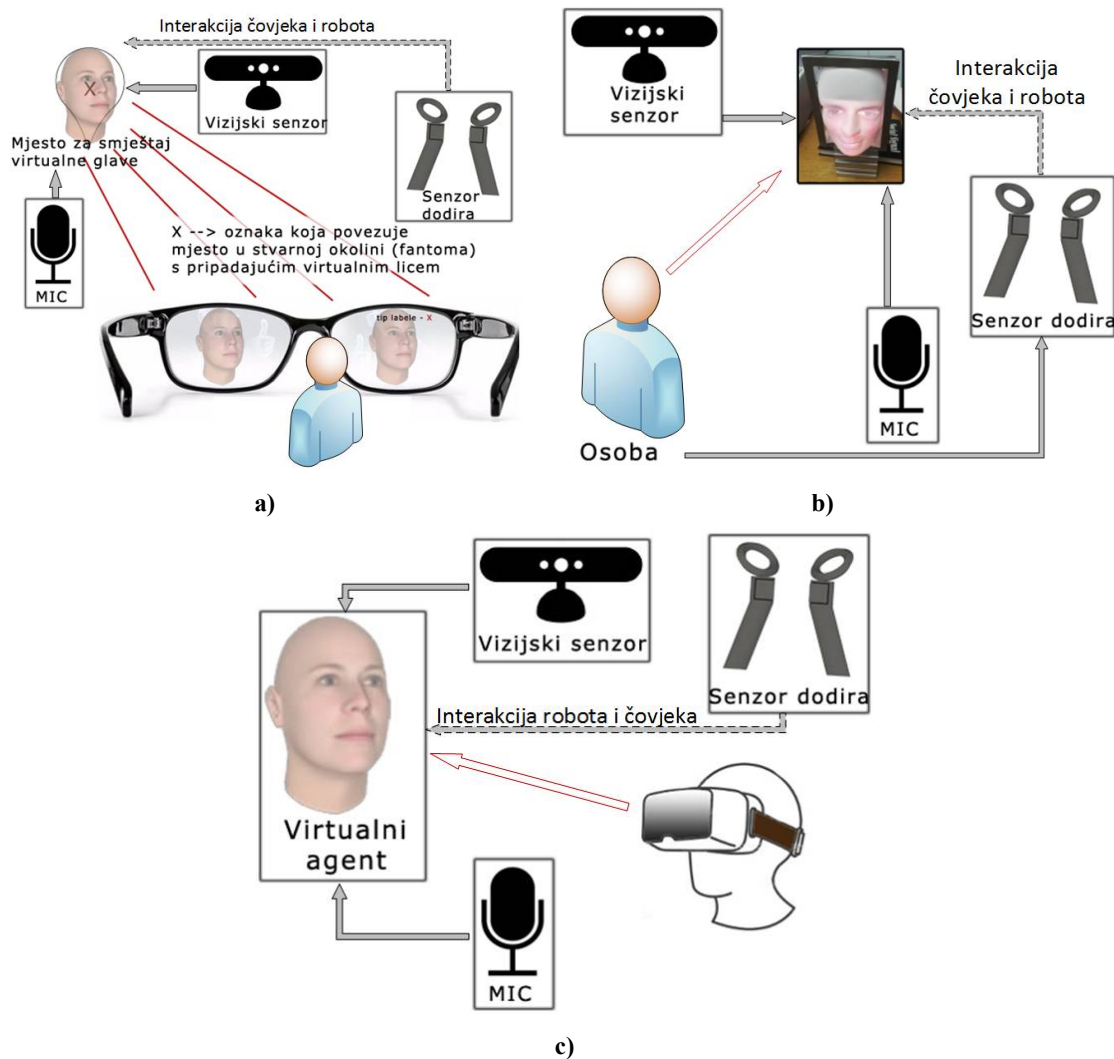 Interakcija čovjeka i robota
Vizijski senzor
Mjesto za smještaj
virtualne glave
X
Senzor
dodira
X --> oznaka koja povezuje
mjesto u stvarnoj okolini (fantoma)
s pripadajućim virtualnim licem
MIC
tip labele - X
a)
Vizijski
senzor
Interakcija
čovjeka i robota
Senzor dodira
MIC
Osoba
b)
Vizijski senzor
Senzor dodira
Interakcija robota i čovjeka
Virtualni
agent
MIC
c)